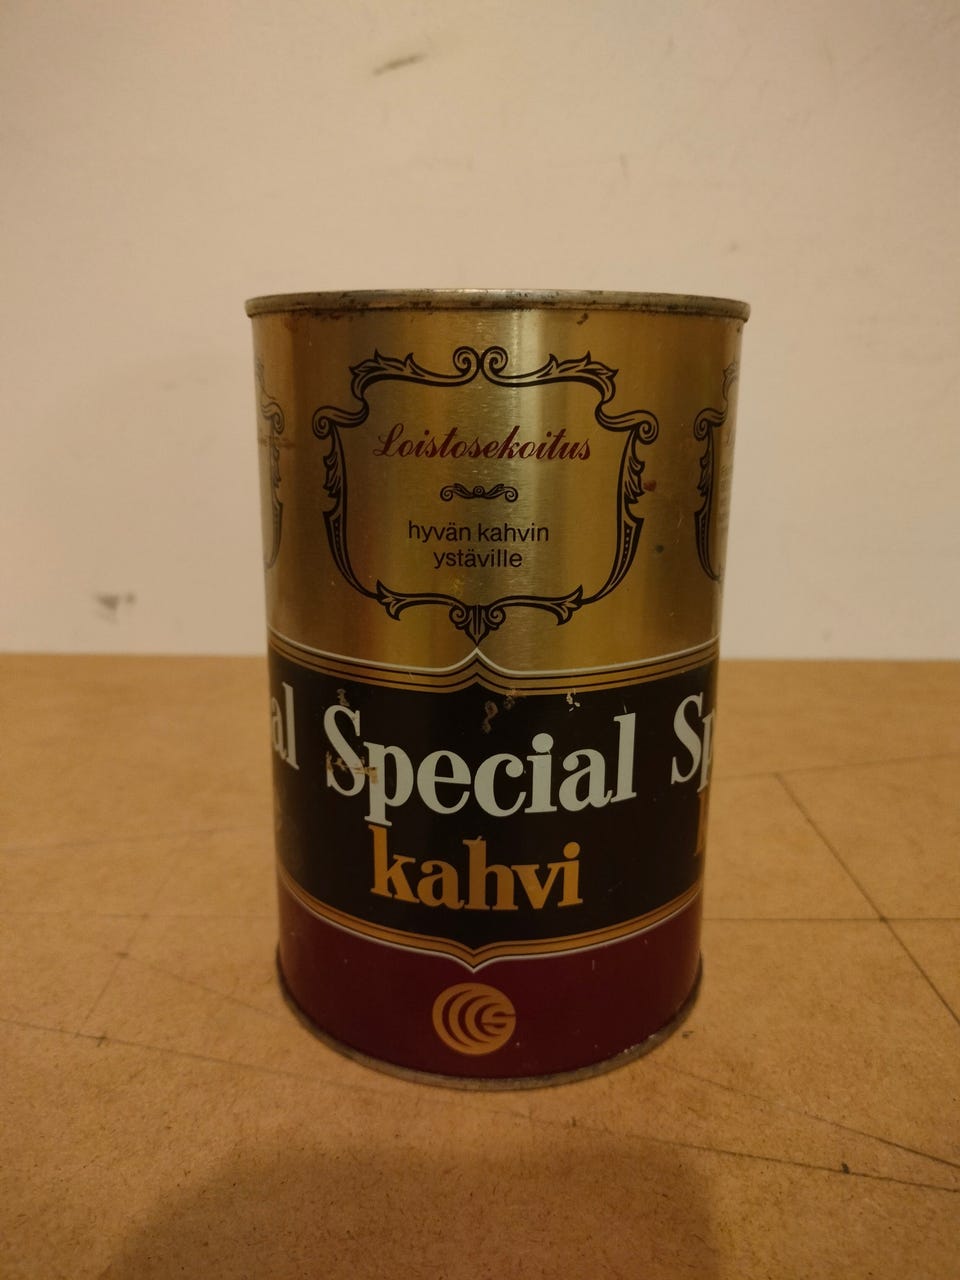 Loistosekoitus
hyvän kahvin
ystäville
al Special Sp
kahvi k